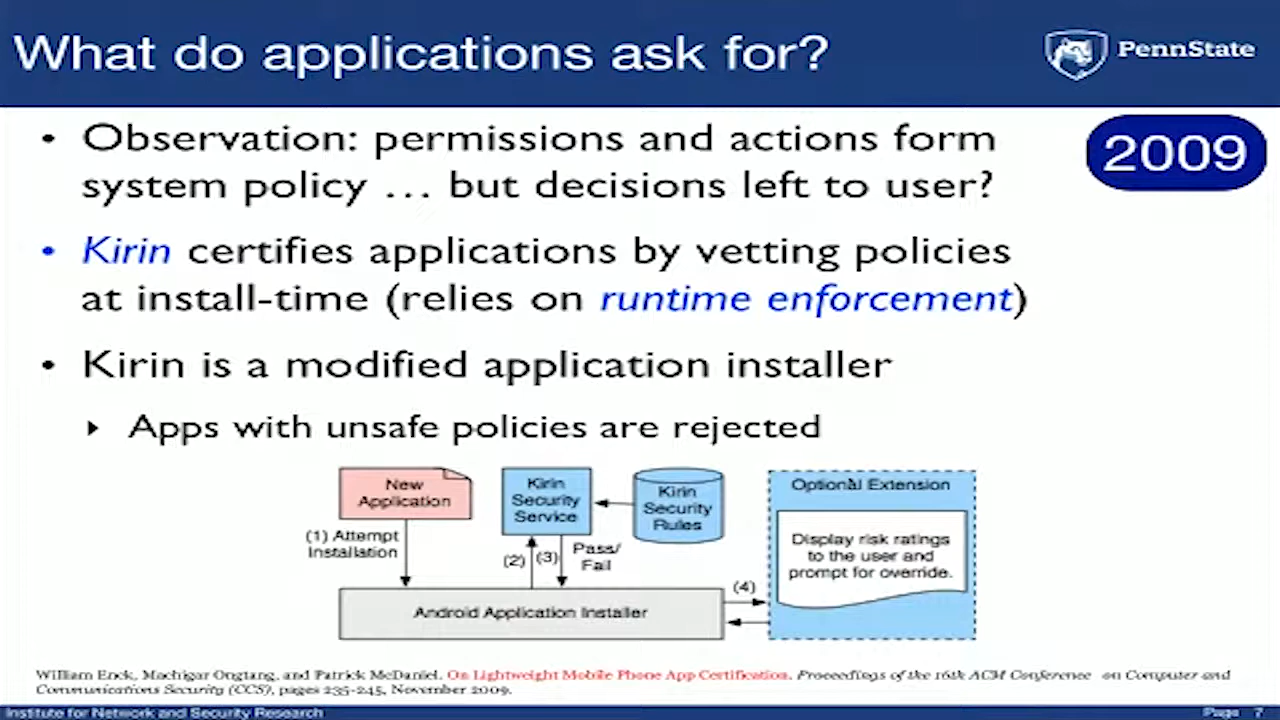 What do applications ask for?
PennState
2009
• Observation: permissions and actions form
system policy … but decisions left to user?
• Kirin certifies applications by vetting policies
at install-time (relies on runtime enforcement)
• Kirin is a modified application installer
Apps with unsafe policies are rejected
New
Application
Kirin
Security
Service
Kirin
Security
Rules
Optional Extension
(1) Attempt
Installation
(2)
(3)
Pass/
Fail
Display risk ratings
to the user and
prompt for override.
(4)
Android Application Installer
William Enck, Machigar Ongtang, and Patrick McDaniel. On Lightweight Mobile Phone App Certification. Proceedings of the 16th ACM Conference on Computer and
Communications Security (CCS), pages 235-245, November 2009.
Institute for Network and Security Research
Page 7